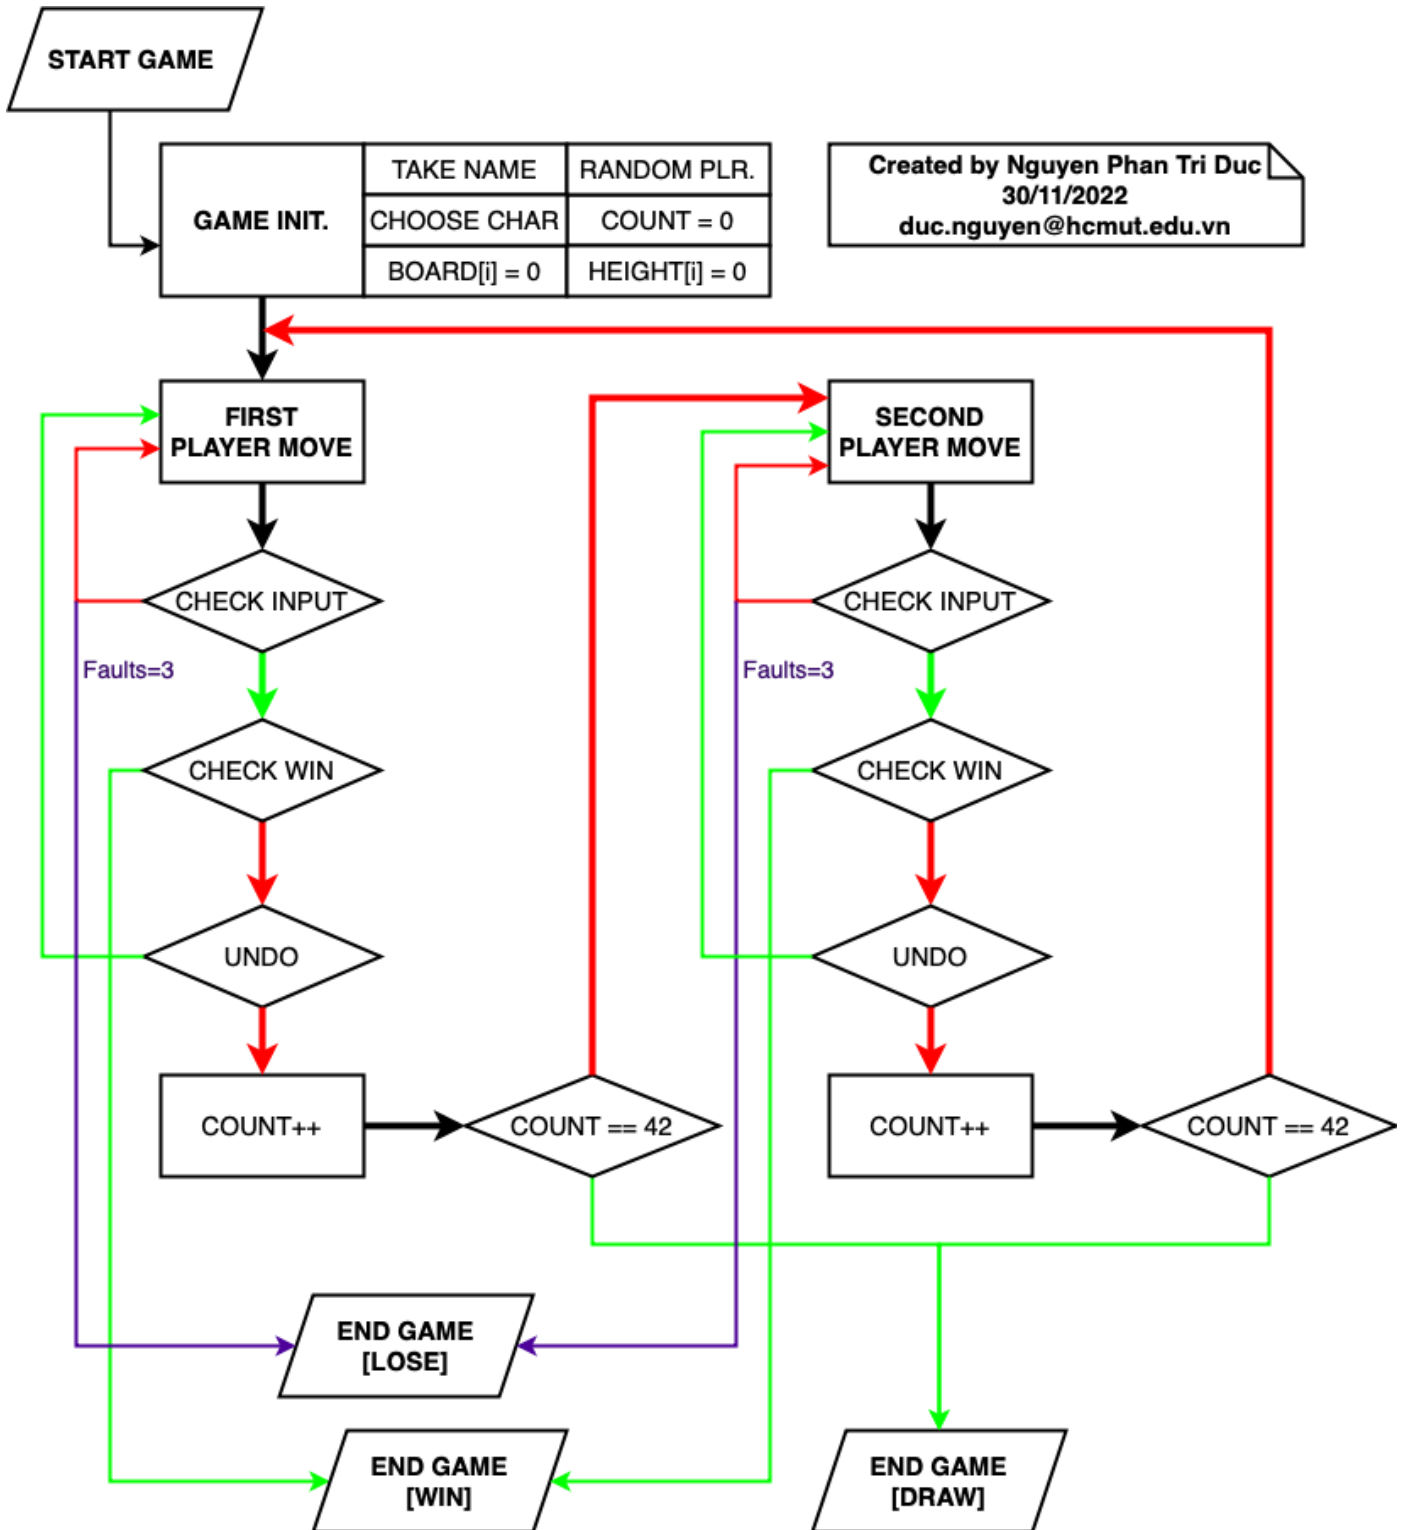 START GAME
GAME INIT.
TAKE NAME
RANDOM PLR.
CHOOSE CHAR
COUNT = 0
BOARD[i] = 0
HEIGHT[i] = 0
Created by Nguyen Phan Tri Duc
30/11/2022
duc.nguyen@hcmut.edu.vn
FIRST
PLAYER MOVE
SECOND
PLAYER MOVE
CHECK INPUT
CHECK INPUT
Faults=3
Faults=3
CHECK WIN
CHECK WIN
UNDO
UNDO
COUNT++
COUNT == 42
COUNT++
COUNT == 42
END GAME
[LOSE]
END GAME
[WIN]
END GAME
[DRAW]